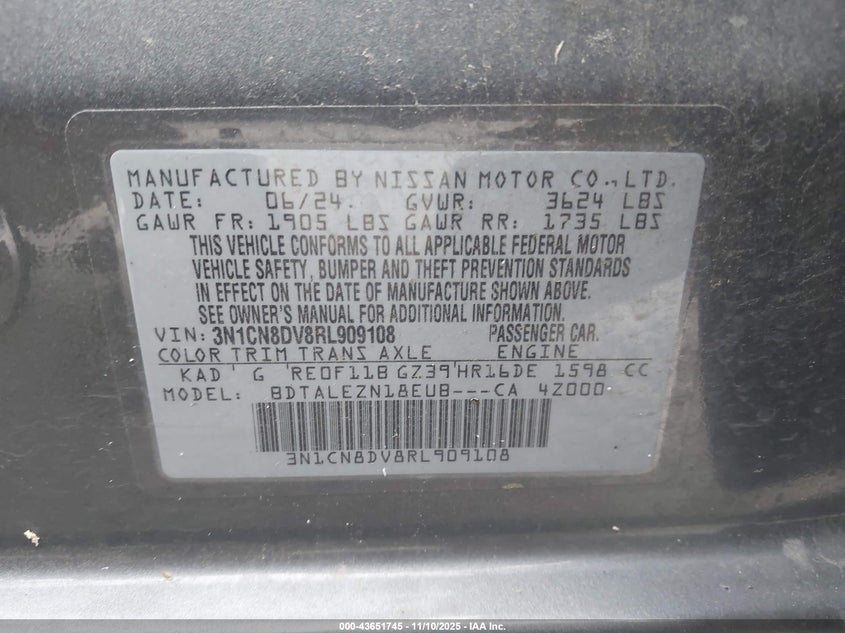 MANUFACTURED BY NISSAN MOTOR CO., LTD.
DATE: 06/24 GVWR: 3624 LBS
GAWR FR: 1905 LBS GAWR RR: 1735 LBS
THIS VEHICLE CONFORMS TO ALL APPLICABLE FEDERAL MOTOR
VEHICLE SAFETY, BUMPER AND THEFT PREVENTION STANDARDS
IN EFFECT ON THE DATE OF MANUFACTURE SHOWN ABOVE.
SEE OWNER'S MANUAL FOR ADDITIONAL INFORMATION.
VIN: 3N1CN8DV8RL909108 PASSENGER CAR.
COLOR TRIM TRANS AXLE ENGINE
KAD G RE0F11B GZ39 HR16DE 1598 CC
MODEL: BDTALEZN18EUB---CA 4Z000
3N1CN8DV8RL909108
000-43651745 — 11/10/2025 — IAA Inc.